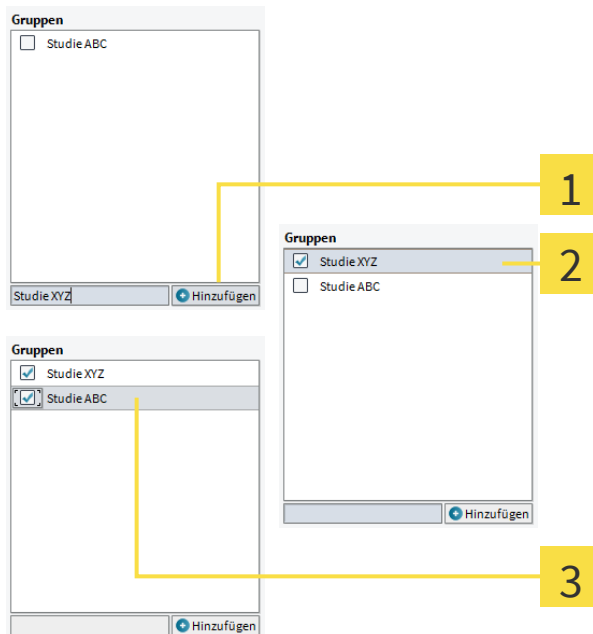 Gruppen
Studie ABC
Studie XYZ
Hinzufügen
1
Gruppen
Studie XYZ
Studie ABC
Hinzufügen
2
Gruppen
Studie XYZ
Studie ABC
Hinzufügen
3